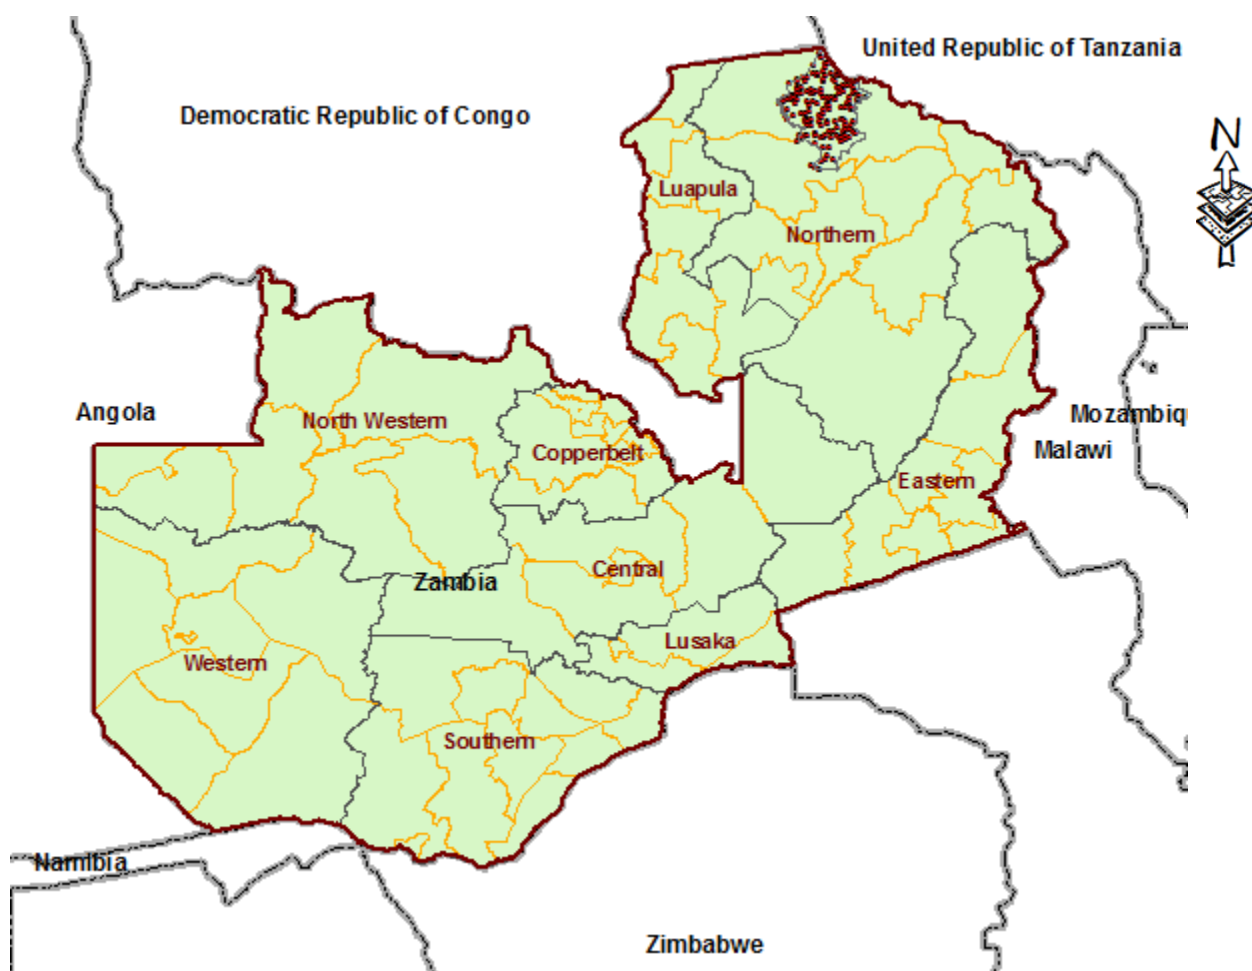 United Republic of Tanzania
Democratic Republic of Congo
N
Luapula
Northern
Angola
North Western
Mozambiq
Copperbelt
Malawi
Eastern
Central
Zambia
Lusaka
Western
Southern
Namibia
Zimbabwe